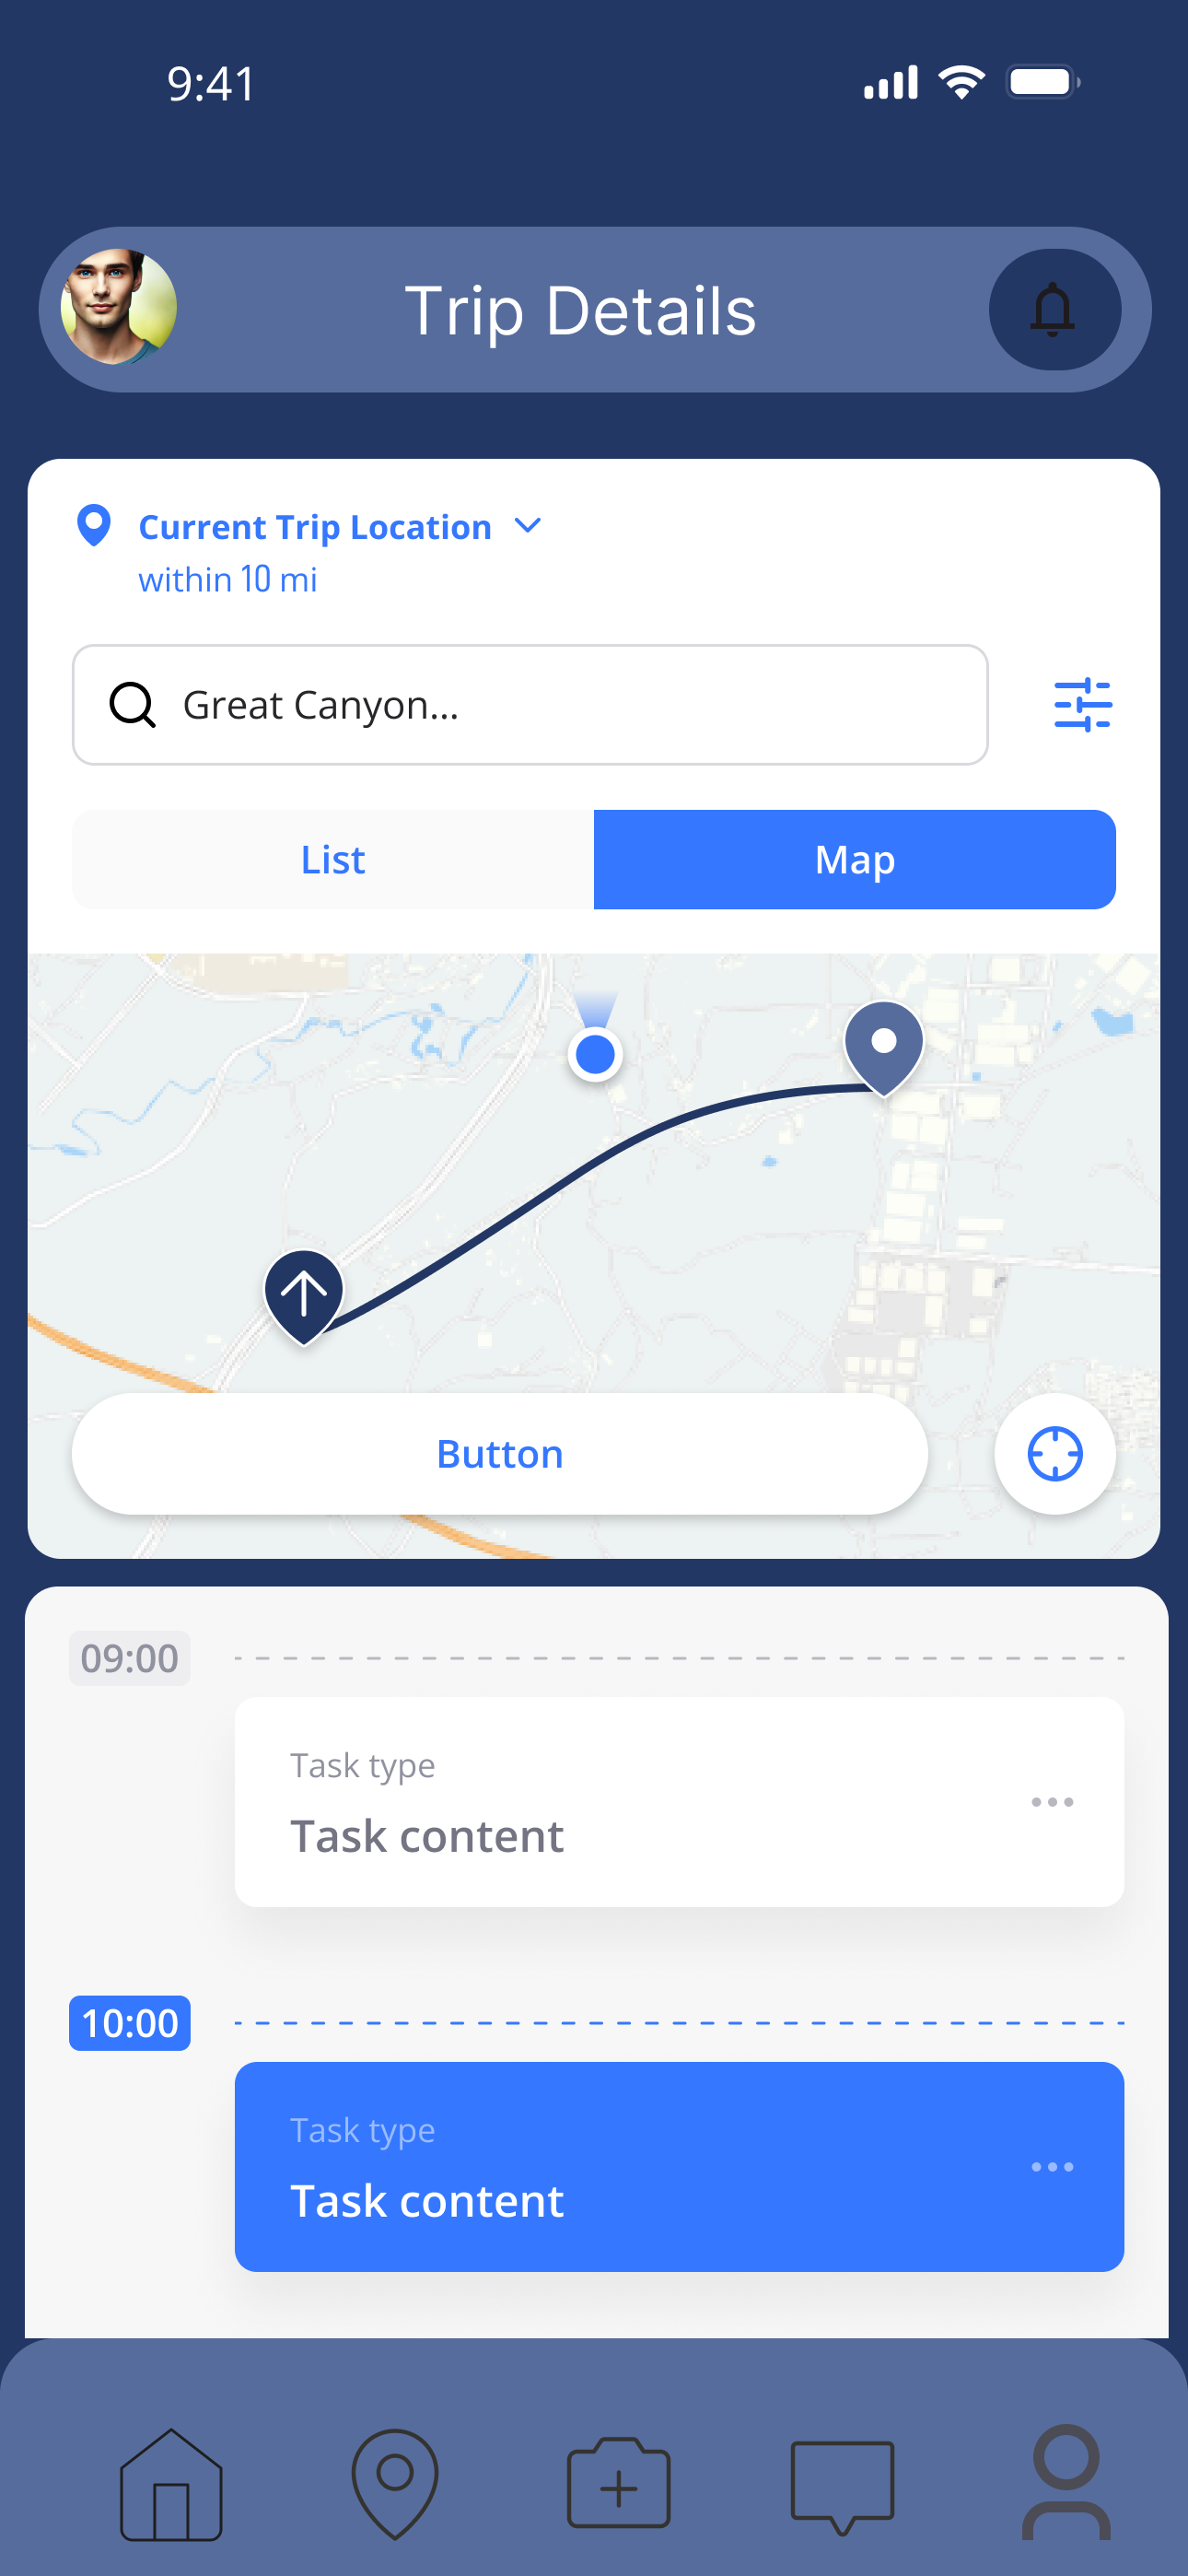 9:41
Trip Details
Current Trip Location
within 10 mi
Great Canyon...
List
Map
Button
09:00
Task type
Task content
10:00
Task type
Task content